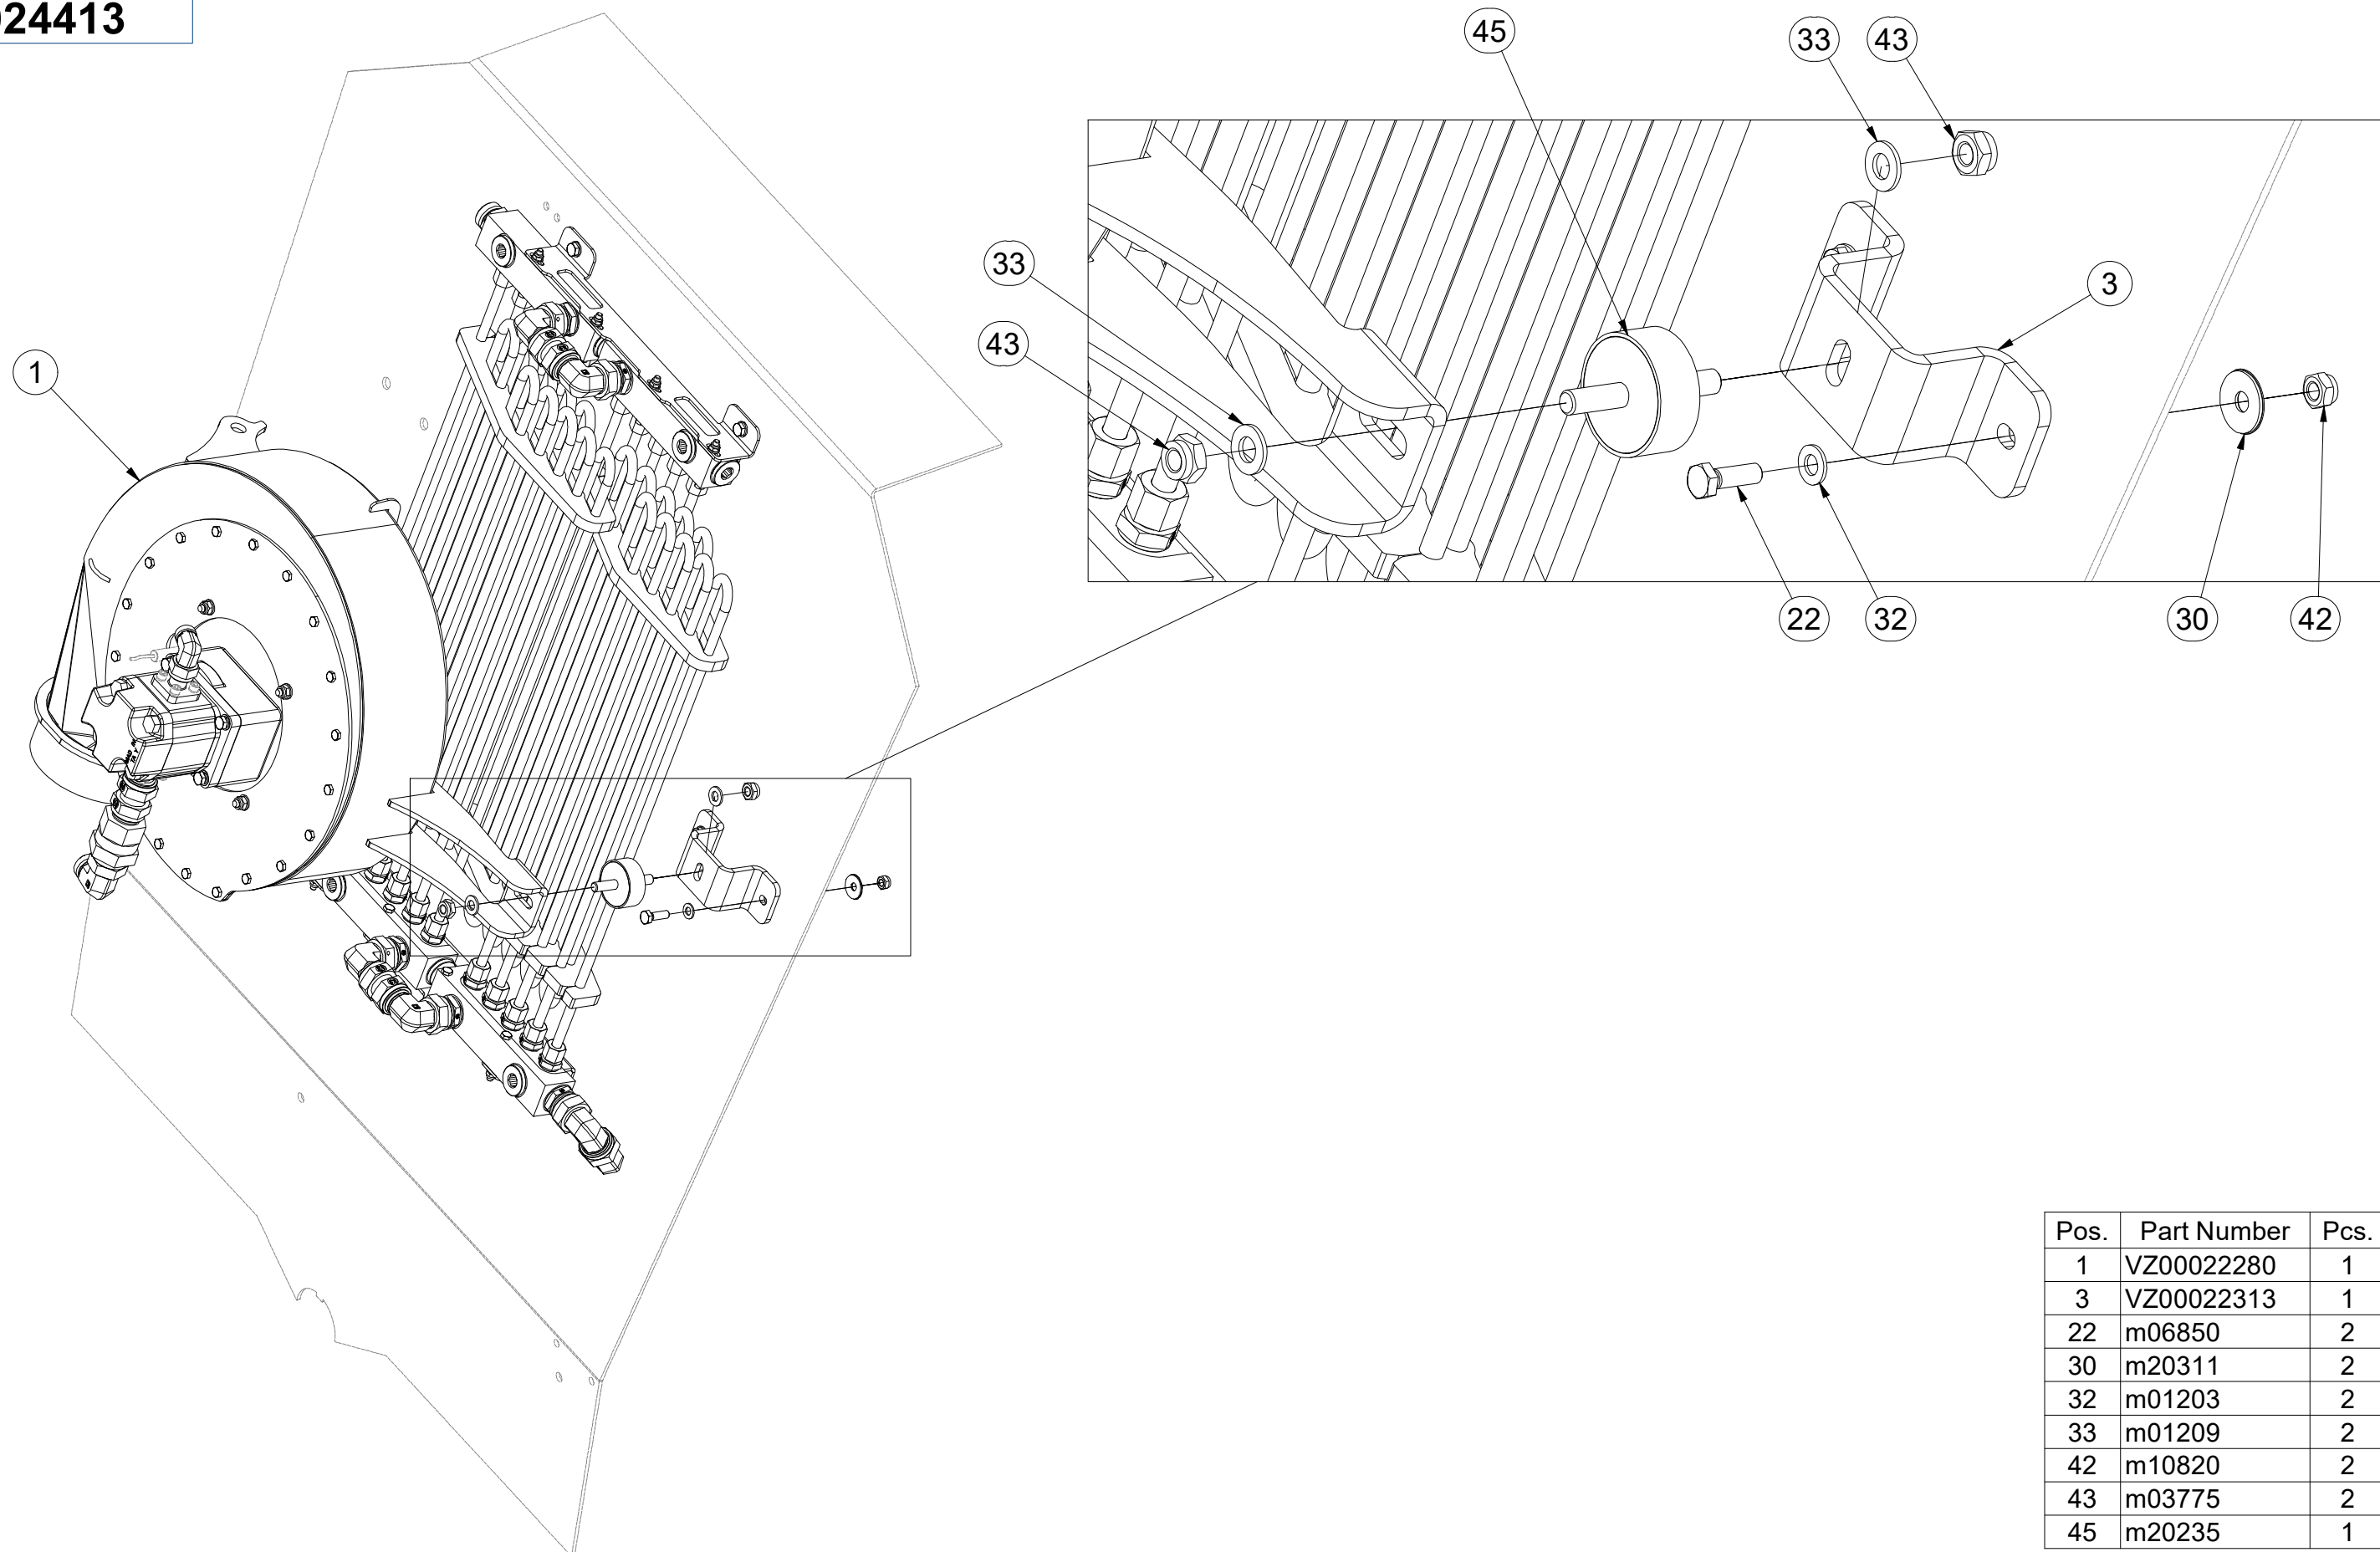 024413
45
33 43
33
3
43
1
22 32 30 42
Pos. Part Number Pcs.
1 VZ00022280 1
3 VZ00022313 1
22 m06850 2
30 m20311 2
32 m01203 2
33 m01209 2
42 m10820 2
43 m03775 2
45 m20235 1